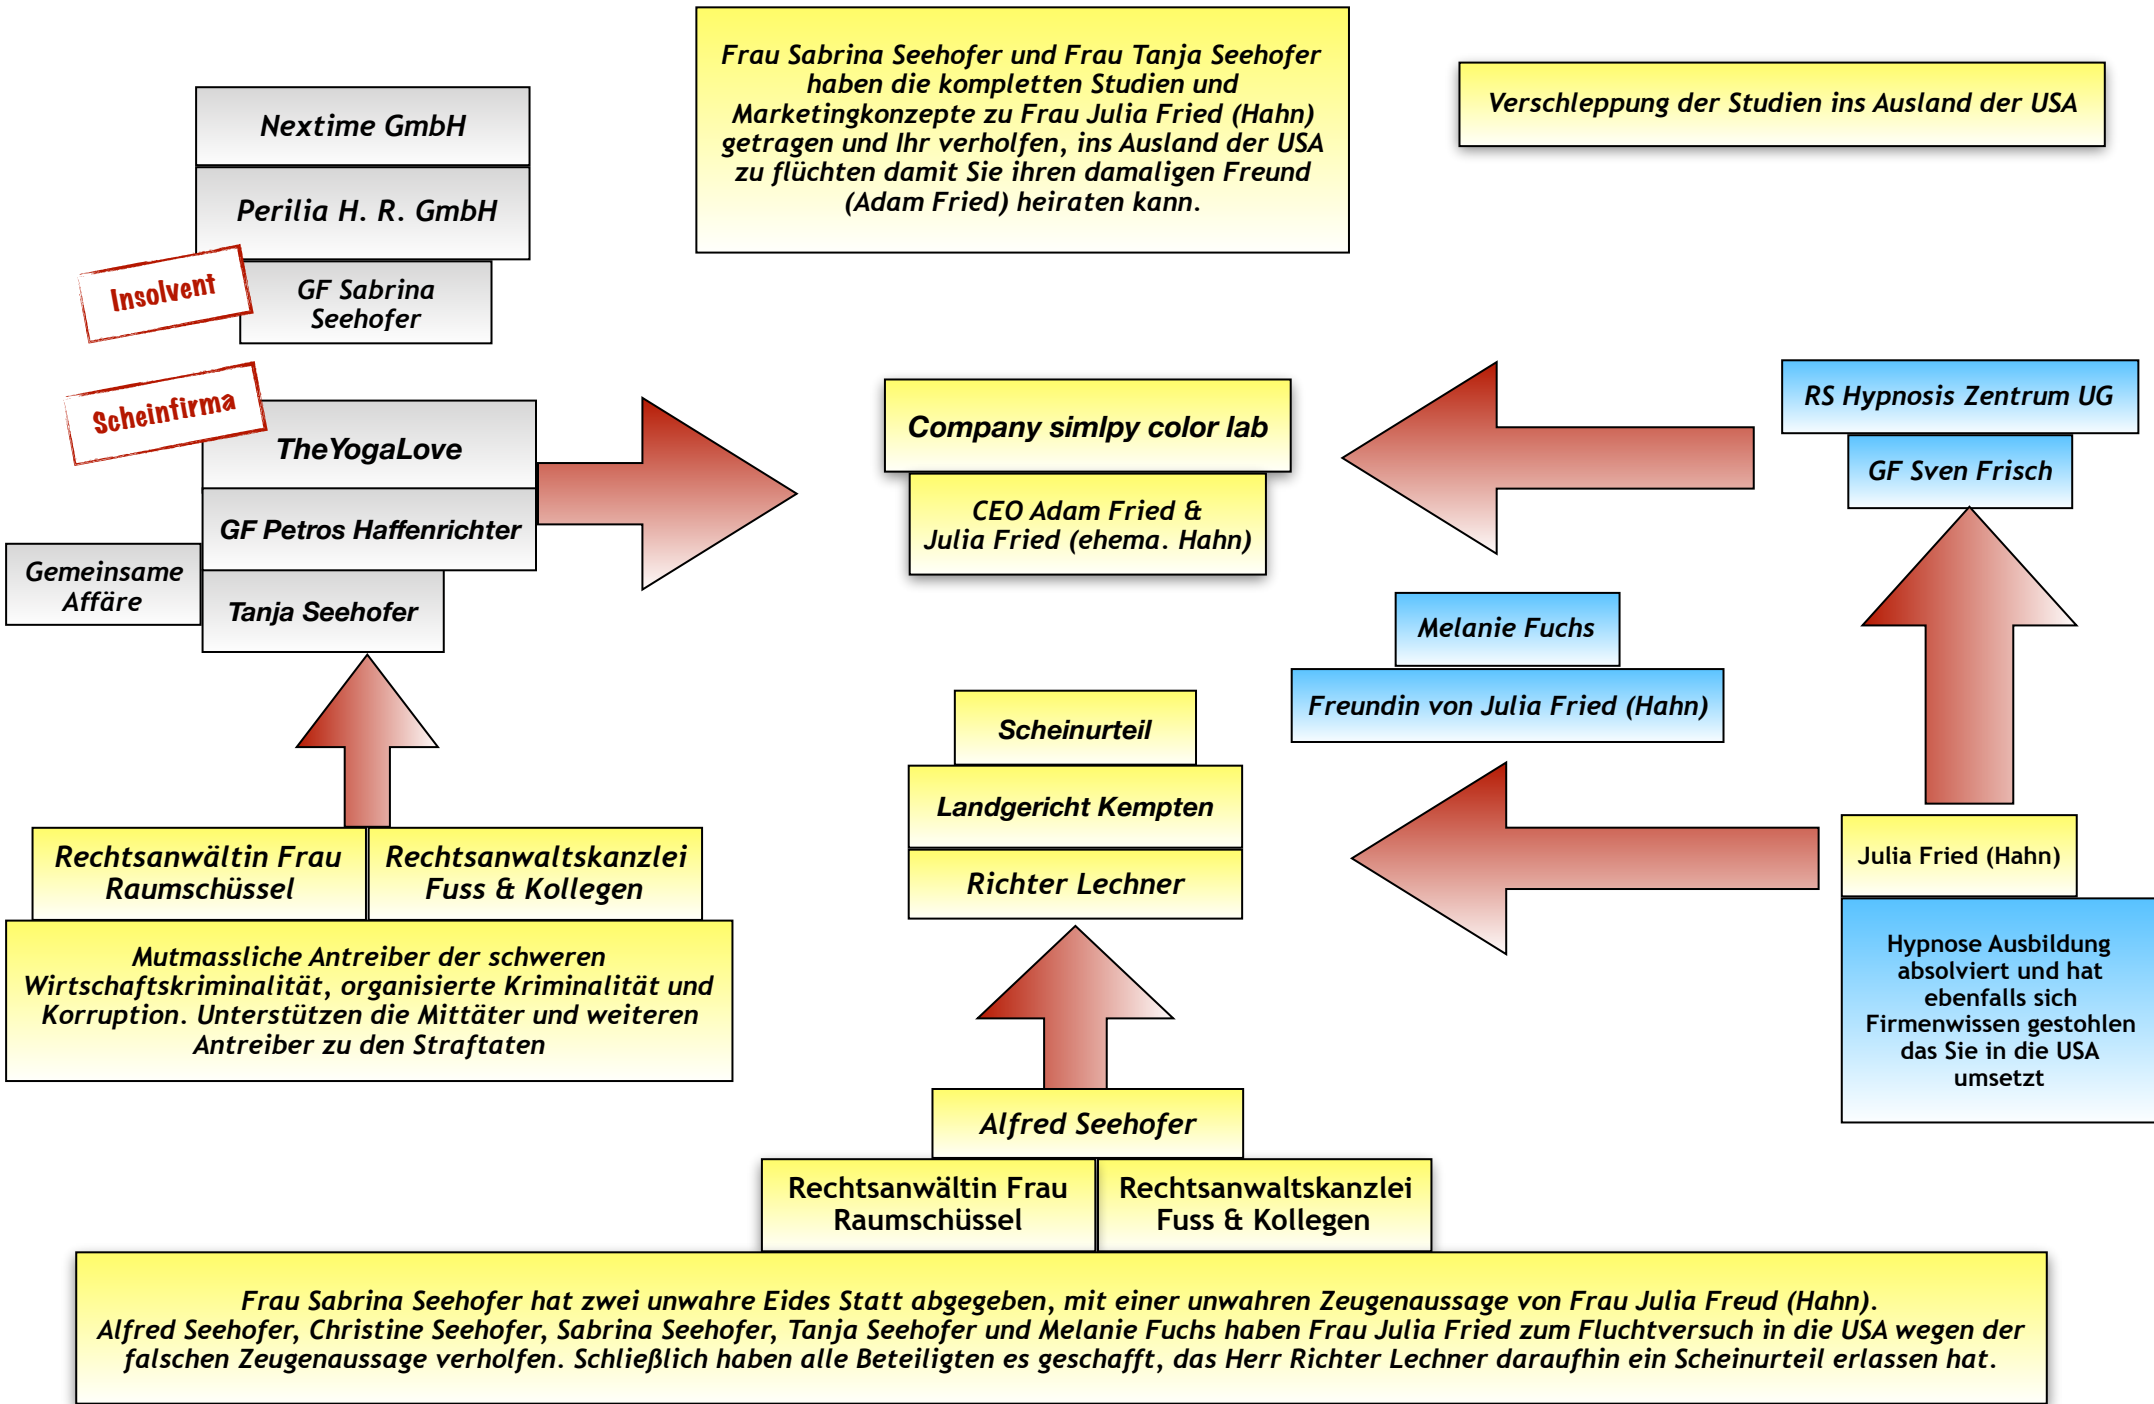 Frau Sabrina Seehofer und Frau Tanja Seehofer
haben die kompletten Studien und
Marketingkonzepte zu Frau Julia Fried (Hahn)
getragen und Ihr verholfen, ins Ausland der USA
zu flüchten damit Sie ihren damaligen Freund
(Adam Fried) heiraten kann.
Verschleppung der Studien ins Ausland der USA
Nextime GmbH
Perilia H. R. GmbH
Insolvent
GF Sabrina
Seehofer
Scheinfirma
TheYogaLove
GF Petros Haffenrichter
Gemeinsame
Affäre
Tanja Seehofer
Company simlpy color lab
CEO Adam Fried &
Julia Fried (ehema. Hahn)
RS Hypnosis Zentrum UG
GF Sven Frisch
Melanie Fuchs
Freundin von Julia Fried (Hahn)
Scheinurteil
Landgericht Kempten
Richter Lechner
Julia Fried (Hahn)
Hypnose Ausbildung
absolviert und hat
ebenfalls sich
Firmenwissen gestohlen
das Sie in die USA
umsetzt
Rechtsanwältin Frau
Raumschüssel
Rechtsanwaltskanzlei
Fuss & Kollegen
Mutmassliche Antreiber der schweren
Wirtschaftskriminalität, organisierte Kriminalität und
Korruption. Unterstützen die Mittäter und weiteren
Antreiber zu den Straftaten
Alfred Seehofer
Rechtsanwältin Frau
Raumschüssel
Rechtsanwaltskanzlei
Fuss & Kollegen
Frau Sabrina Seehofer hat zwei unwahre Eides Statt abgegeben, mit einer unwahren Zeugenaussage von Frau Julia Freud (Hahn).
Alfred Seehofer, Christine Seehofer, Sabrina Seehofer, Tanja Seehofer und Melanie Fuchs haben Frau Julia Fried zum Fluchtversuch in die USA wegen der
falschen Zeugenaussage verholfen. Schließlich haben alle Beteiligten es geschafft, das Herr Richter Lechner daraufhin ein Scheinurteil erlassen hat.